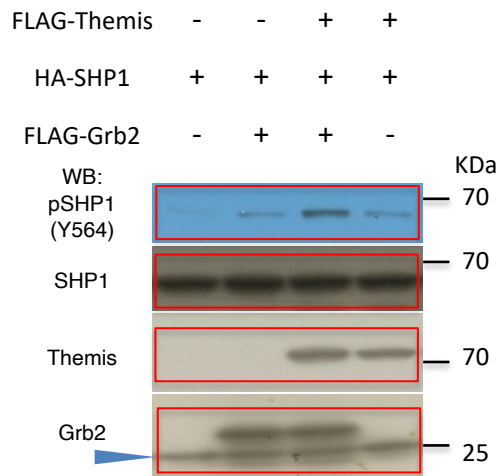 FLAG-Themis - - + +
HA-SHP1 + + + +
FLAG-Grb2 - + + -
WB: KDa
pSHP1 70
(Y564)
70
SHP1
Themis 70
Grb2
25